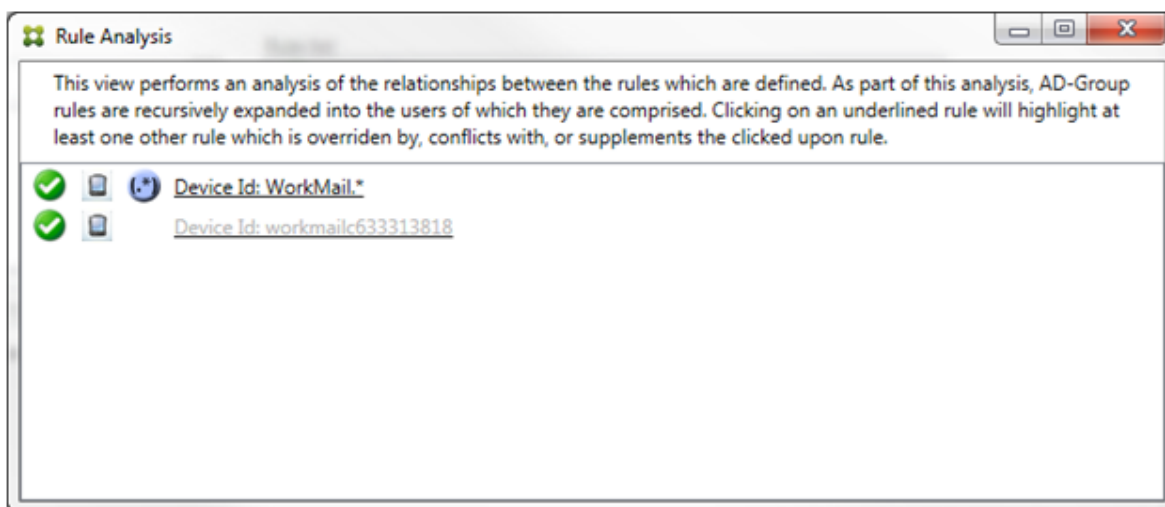 Rule Analysis
This view performs an analysis of the relationships between the rules which are defined. As part of this analysis, AD-Group
rules are recursively expanded into the users of which they are comprised. Clicking on an underlined rule will highlight at
least one other rule which is overriden by, conflicts with, or supplements the clicked upon rule.
(.*) Device Id: WorkMail.*
Device Id: workmailc633313818